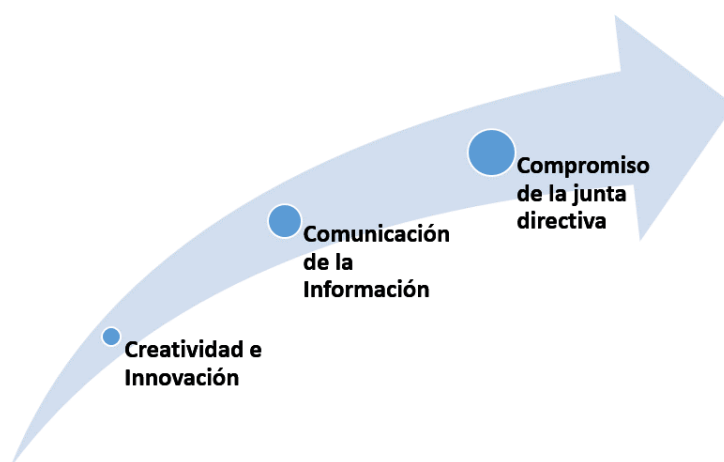 Compromiso
de la junta
directiva
Comunicación
de la
Información
Creatividad e
Innovación